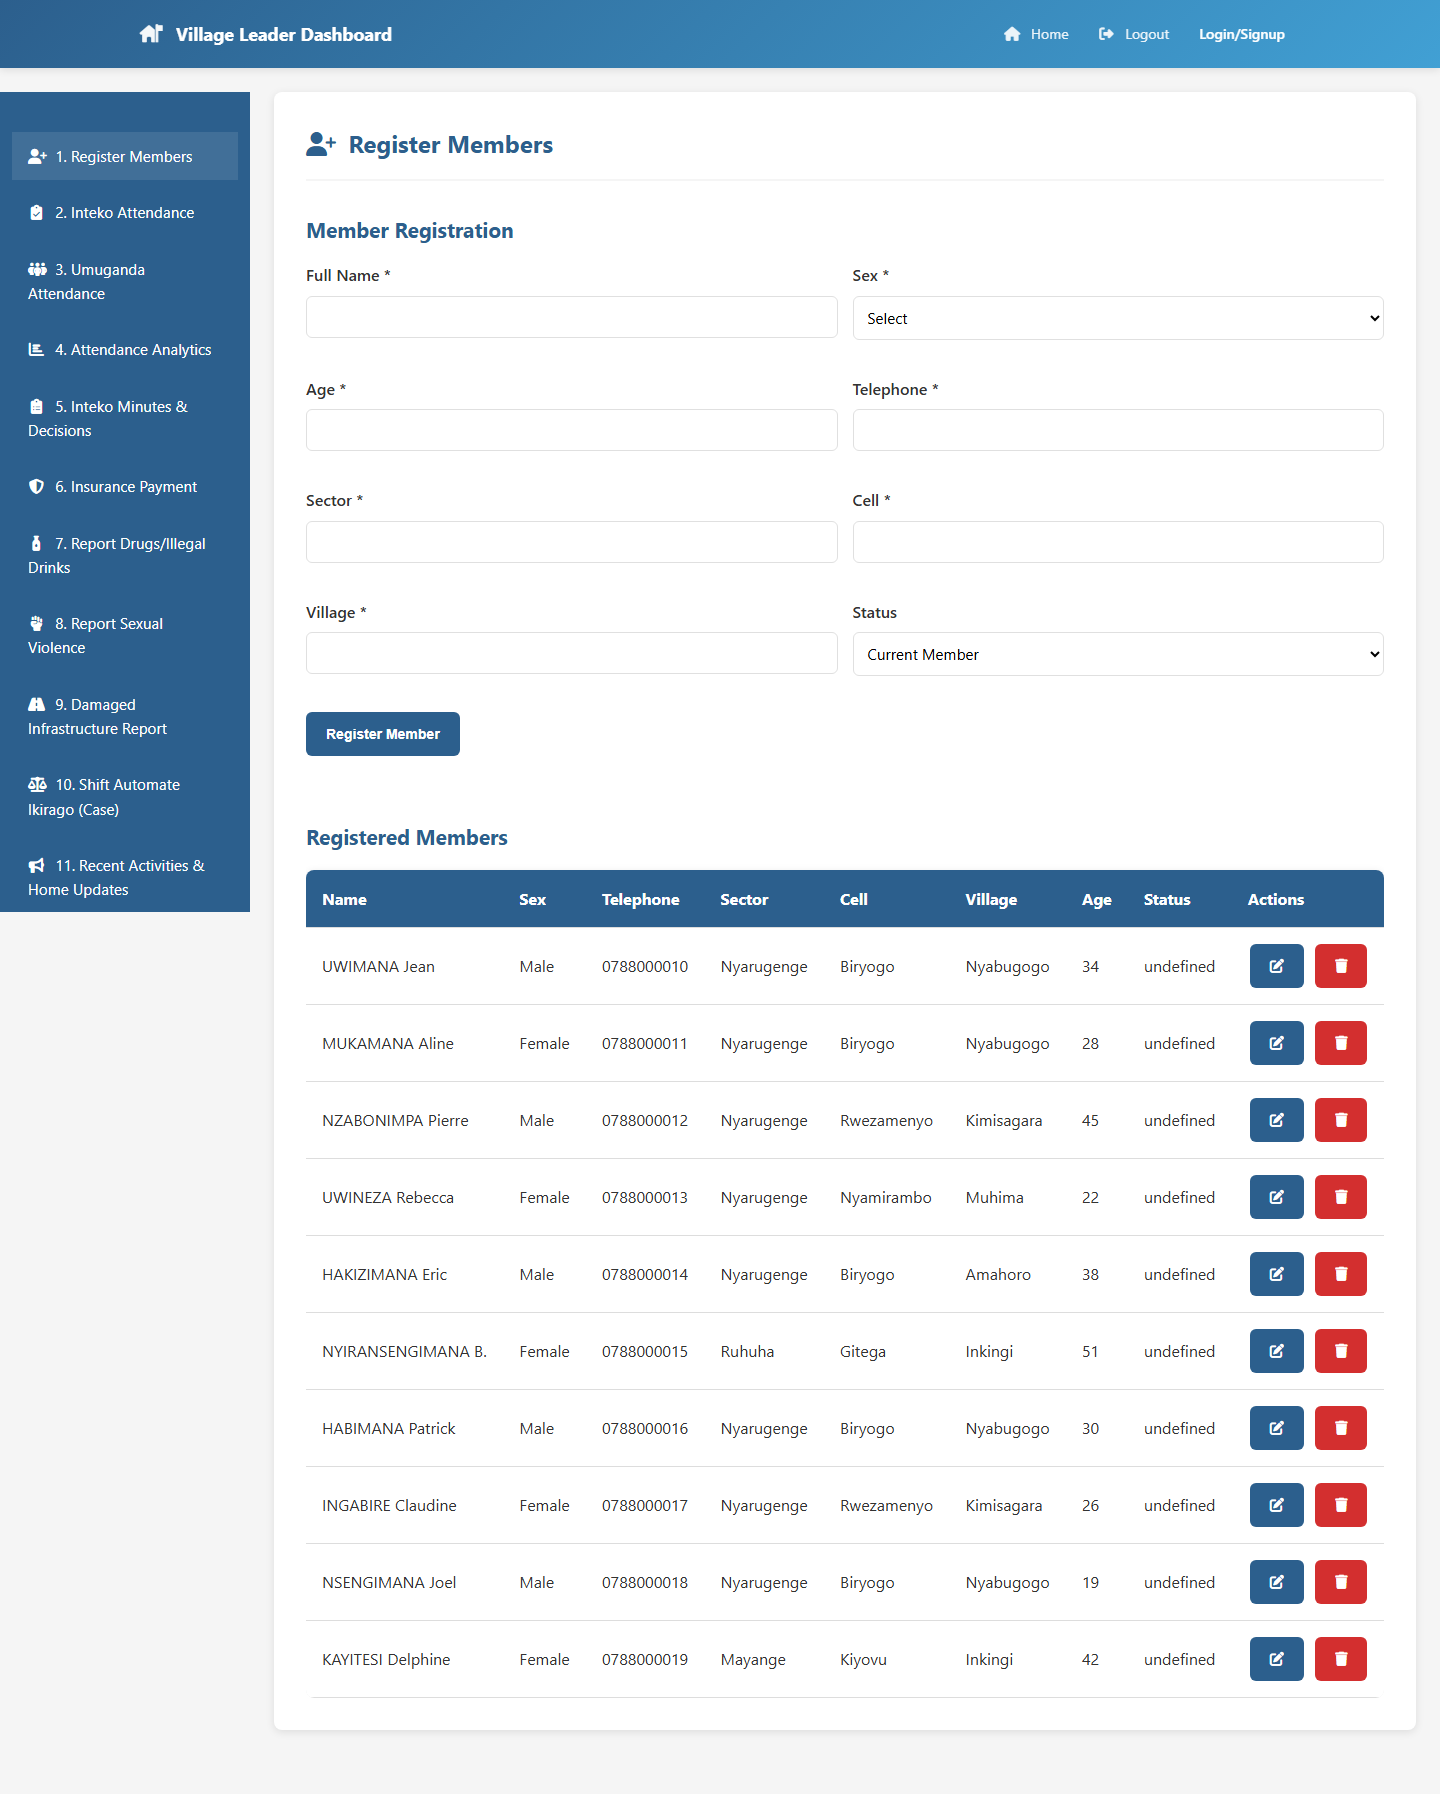 Village Leader Dashboard
Home
Logout
Login/Signup
1. Register Members
2. Inteko Attendance
3. Umuganda
Attendance
4. Attendance Analytics
5. Inteko Minutes &
Decisions
6. Insurance Payment
7. Report Drugs/Illegal
Drinks
8. Report Sexual
Violence
9. Damaged
Infrastructure Report
10. Shift Automate
Ikirago (Case)
11. Recent Activities &
Home Updates
Register Members
Member Registration
Full Name *
Sex *
Select
Age *
Telephone *
Sector *
Cell *
Village *
Status
Current Member
Register Member
Registered Members
Name Sex Telephone Sector Cell Village Age Status Actions
UWIMANA Jean Male 0788000010 Nyarugenge Biryogo Nyabugogo 34 undefined
MUKAMANA Aline Female 0788000011 Nyarugenge Biryogo Nyabugogo 28 undefined
NZABONIMPA Pierre Male 0788000012 Nyarugenge Rwezamenyo Kimisagara 45 undefined
UWINEZA Rebecca Female 0788000013 Nyarugenge Nyamirambo Muhima 22 undefined
HAKIZIMANA Eric Male 0788000014 Nyarugenge Biryogo Amahoro 38 undefined
NYIRANSENGIMANA B. Female 0788000015 Ruhuha Gitega Inkingi 51 undefined
HABIMANA Patrick Male 0788000016 Nyarugenge Biryogo Nyabugogo 30 undefined
INGABIRE Claudine Female 0788000017 Nyarugenge Rwezamenyo Kimisagara 26 undefined
NSENGIMANA Joel Male 0788000018 Nyarugenge Biryogo Nyabugogo 19 undefined
KAYITESI Delphine Female 0788000019 Mayange Kiyovu Inkingi 42 undefined